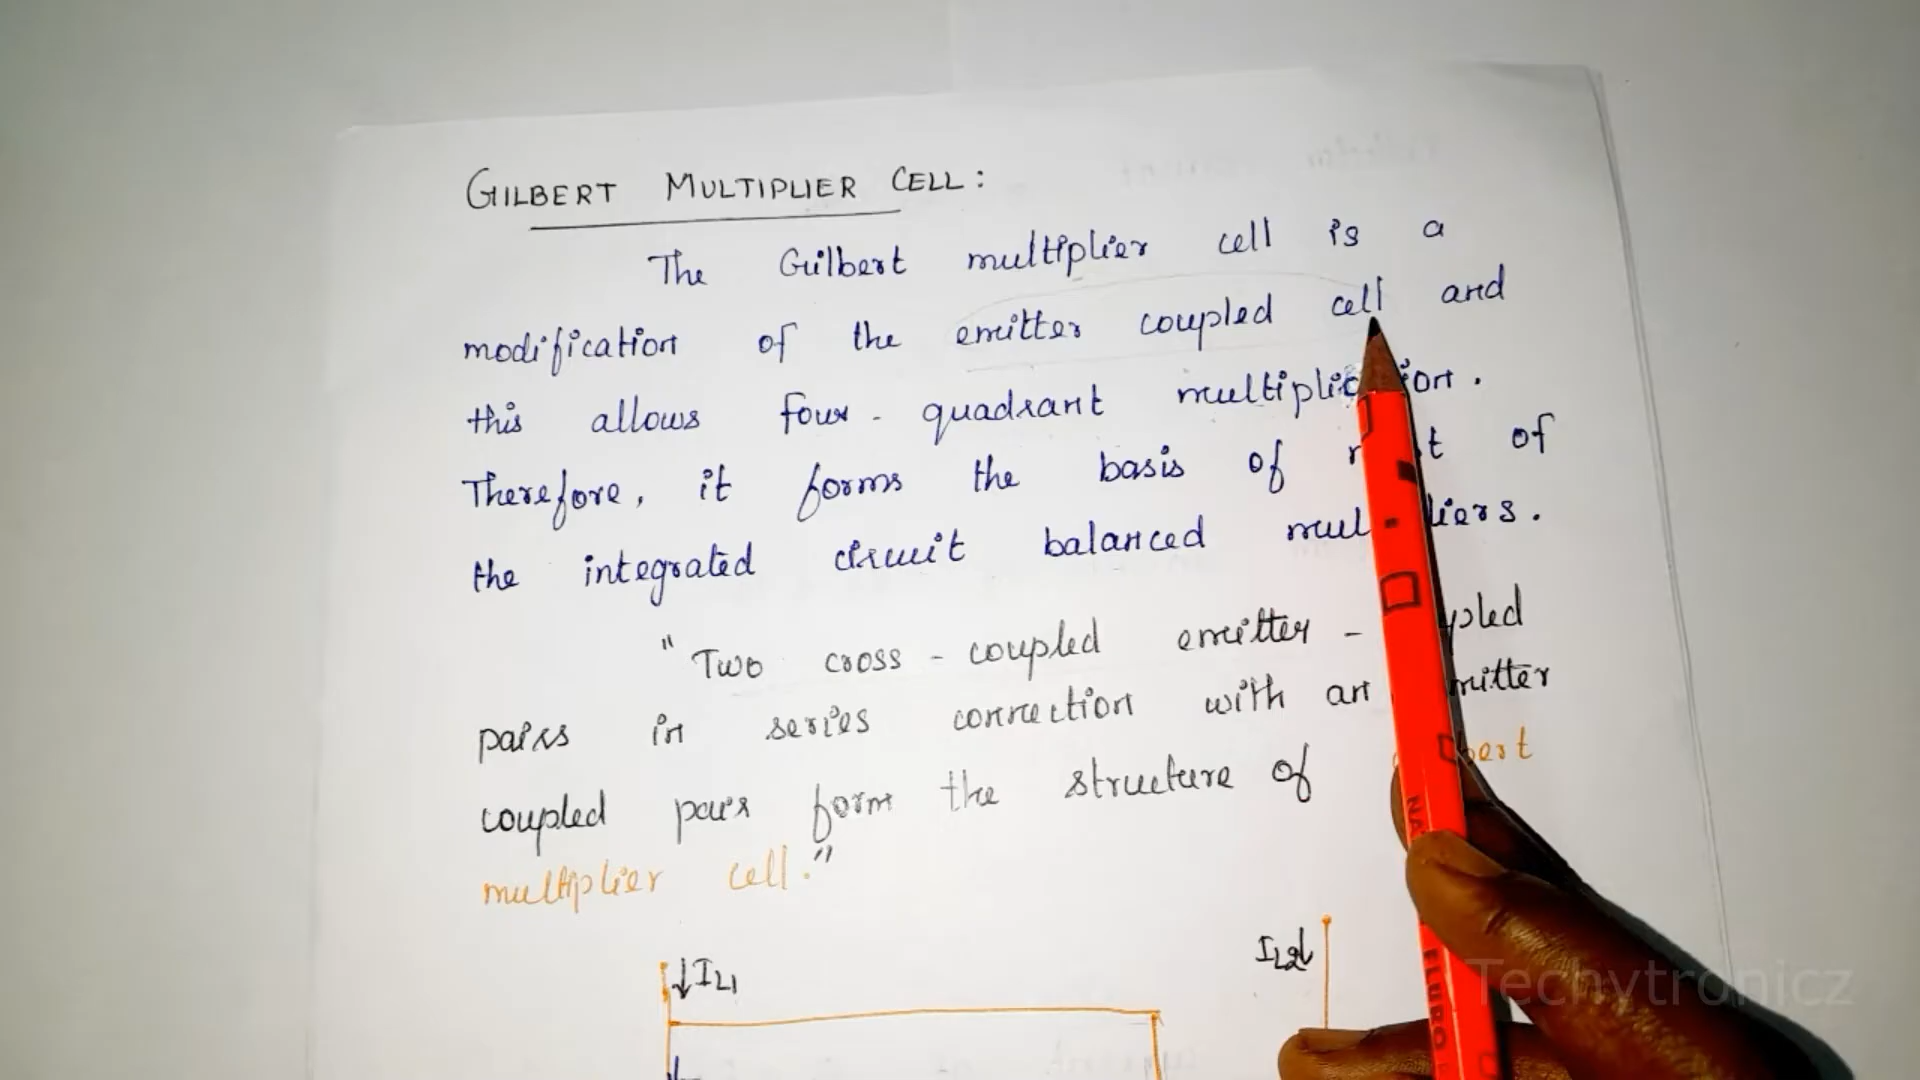 GILBERT MULTIPLIER CELL:
The Gilbert multiplier cell is a
modification of the emitter coupled cell and
this allows four - quadrant
Therefore, it forms the basis of of
the integrated circuit balanced
"Two cross - coupled emitter -
pairs in series connection with an
coupled pairs form the structure of
multiplier cell."
↓IL1
IL2↓
Techytronicz